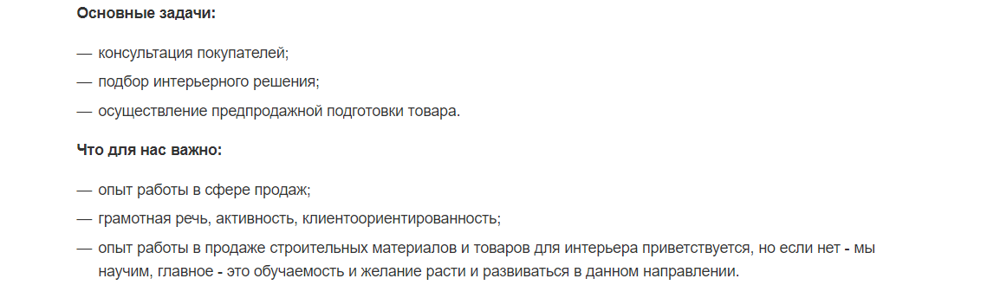 Основные задачи:
— консультация покупателей;
— подбор интерьерного решения;
— осуществление предпродажной подготовки товара.
Что для нас важно:
— опыт работы в сфере продаж;
— грамотная речь, активность, клиентоориентированность;
— опыт работы в продаже строительных материалов и товаров для интерьера приветствуется, но если нет - мы
научим, главное - это обучаемость и желание расти и развиваться в данном направлении.